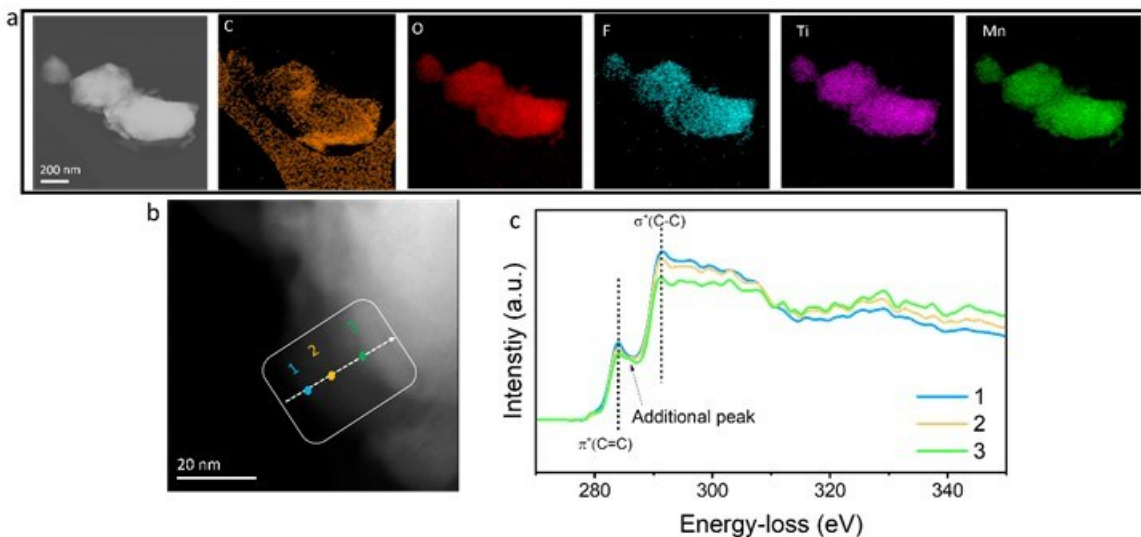 a
C
O
F
Ti
Mn
200 nm
b
1
2
3
20 nm
c
σ*(C-C)
π*(C=C)
Additional peak
1
2
3
Intenstiy (a.u.)
280
300
320
340
Energy-loss (eV)